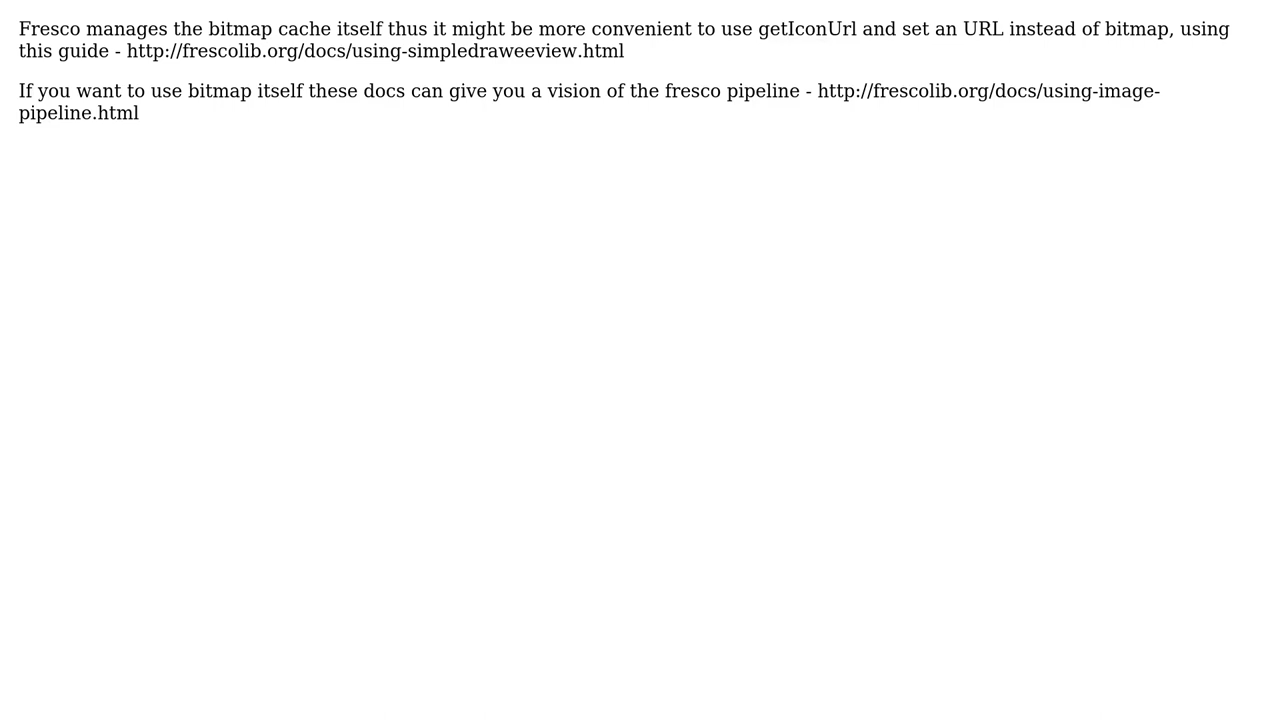 Fresco manages the bitmap cache itself thus it might be more convenient to use getIconUrl and set an URL instead of bitmap, using
this guide - http://frescolib.org/docs/using-simpledraweeview.html
If you want to use bitmap itself these docs can give you a vision of the fresco pipeline - http://frescolib.org/docs/using-image-
pipeline.html